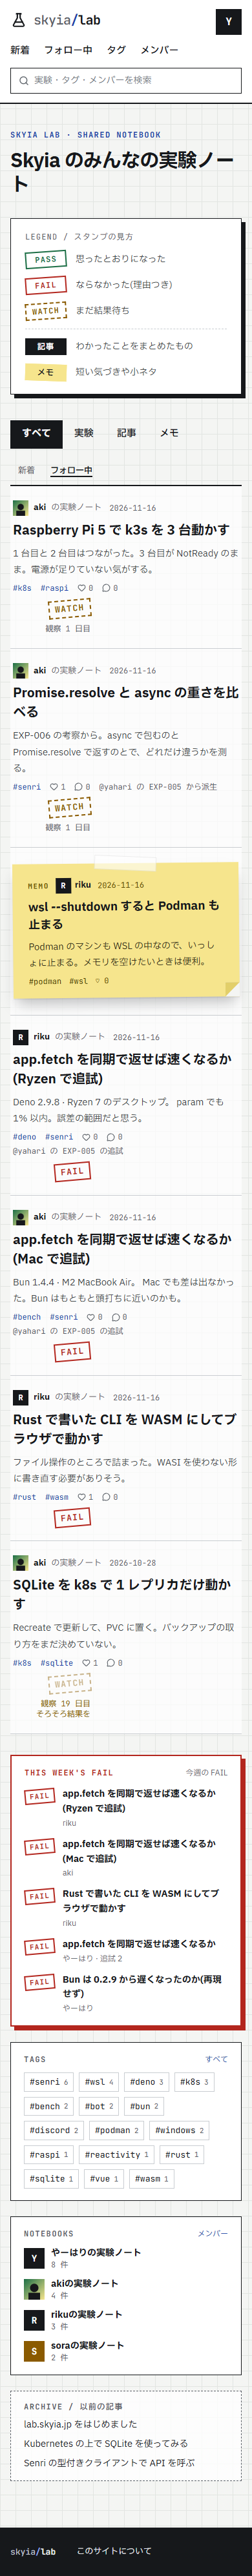 skyia/lab
Y
新着 フォロー中 タグ メンバー
実験・タグ・メンバーを検索
SKYIA LAB · SHARED NOTEBOOK
Skyia のみんなの実験ノー
ト
LEGEND / スタンプの見方
PASS 思ったとおりになった
FAIL ならなかった(理由つき)
WATCH まだ結果待ち
記事 わかったことをまとめたもの
メモ 短い気づきや小ネタ
すべて 実験 記事 メモ
新着 フォロー中
aki の実験ノート 2026-11-16
Raspberry Pi 5 で k3s を 3 台動かす
1 台目と 2 台目はつながった。3 台目が NotReady のま
ま。電源が足りていない気がする。
#k8s #raspi 0 0
WATCH
観察 1 日目
aki の実験ノート 2026-11-16
Promise.resolve と async の重さを比
べる
EXP-006 の考察から。async で包むのと
Promise.resolve で返すのとで、どれだけ違うかを測
る。
#senri 1 0 @yahari の EXP-005 から派生
WATCH
観察 1 日目
MEMO R riku 2026-11-16
wsl --shutdown すると Podman も
止まる
Podman のマシンも WSL の中なので、いっし
ょに止まる。メモリを空けたいときは便利。
#podman #wsl ♡ 0
R riku の実験ノート 2026-11-16
app.fetch を同期で返せば速くなるか
(Ryzen で追試)
Deno 2.9.8 · Ryzen 7 のデスクトップ。 param でも
1% 以内。誤差の範囲だと思う。
#deno #senri 0 0
@yahari の EXP-005 の追試
FAIL
aki の実験ノート 2026-11-16
app.fetch を同期で返せば速くなるか
(Mac で追試)
Bun 1.4.4 · M2 MacBook Air。 Mac でも差は出なかっ
た。Bun はもともと頭打ちに近いのかも。
#bench #senri 0 0
@yahari の EXP-005 の追試
FAIL
R riku の実験ノート 2026-11-16
Rust で書いた CLI を WASM にしてブ
ラウザで動かす
ファイル操作のところで詰まった。WASI を使わない形
に書き直す必要がありそう。
#rust #wasm 1 0
FAIL
aki の実験ノート 2026-10-28
SQLite を k8s で 1 レプリカだけ動か
す
Recreate で更新して、PVC に置く。バックアップの取
り方をまだ決めていない。
#k8s #sqlite 1 0
WATCH
観察 19 日目
そろそろ結果を
THIS WEEK'S FAIL 今週の FAIL
FAIL app.fetch を同期で返せば速くなるか
(Ryzen で追試)
riku
FAIL app.fetch を同期で返せば速くなるか
(Mac で追試)
aki
FAIL Rust で書いた CLI を WASM にしてブ
ラウザで動かす
riku
FAIL app.fetch を同期で返せば速くなるか
やーはり · 追試 2
FAIL Bun は 0.2.9 から遅くなったのか(再現
せず)
やーはり
TAGS すべて
#senri 6 #wsl 4 #deno 3 #k8s 3
#bench 2 #bot 2 #bun 2
#discord 2 #podman 2 #windows 2
#raspi 1 #reactivity 1 #rust 1
#sqlite 1 #vue 1 #wasm 1
NOTEBOOKS メンバー
Y やーはりの実験ノート
8 件
akiの実験ノート
4 件
R rikuの実験ノート
3 件
S soraの実験ノート
2 件
ARCHIVE / 以前の記事
lab.skyia.jp をはじめました
Kubernetes の上で SQLite を使ってみる
Senri の型付きクライアントで API を呼ぶ
skyia/lab このサイトについて